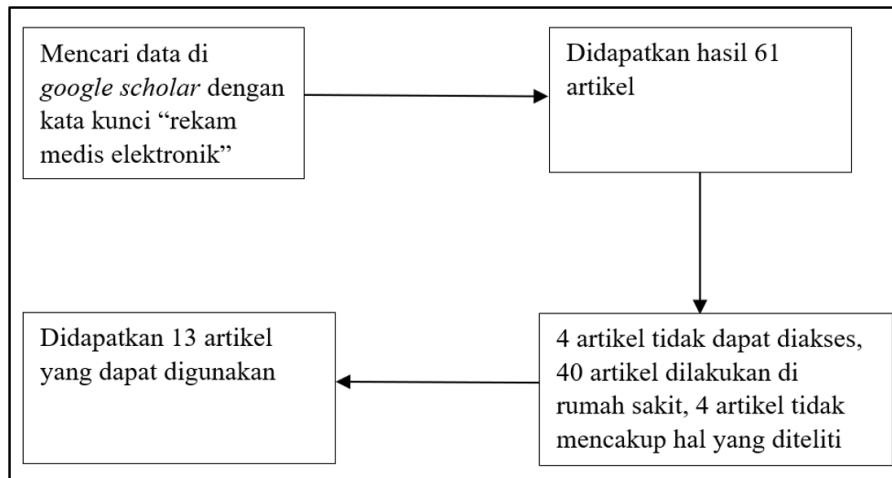 Mencari data di
google scholar dengan
kata kunci “rekam
medis elektronik”
Didapatkan hasil 61
artikel
4 artikel tidak dapat diakses,
40 artikel dilakukan di
rumah sakit, 4 artikel tidak
mencakup hal yang diteliti
Didapatkan 13 artikel
yang dapat digunakan